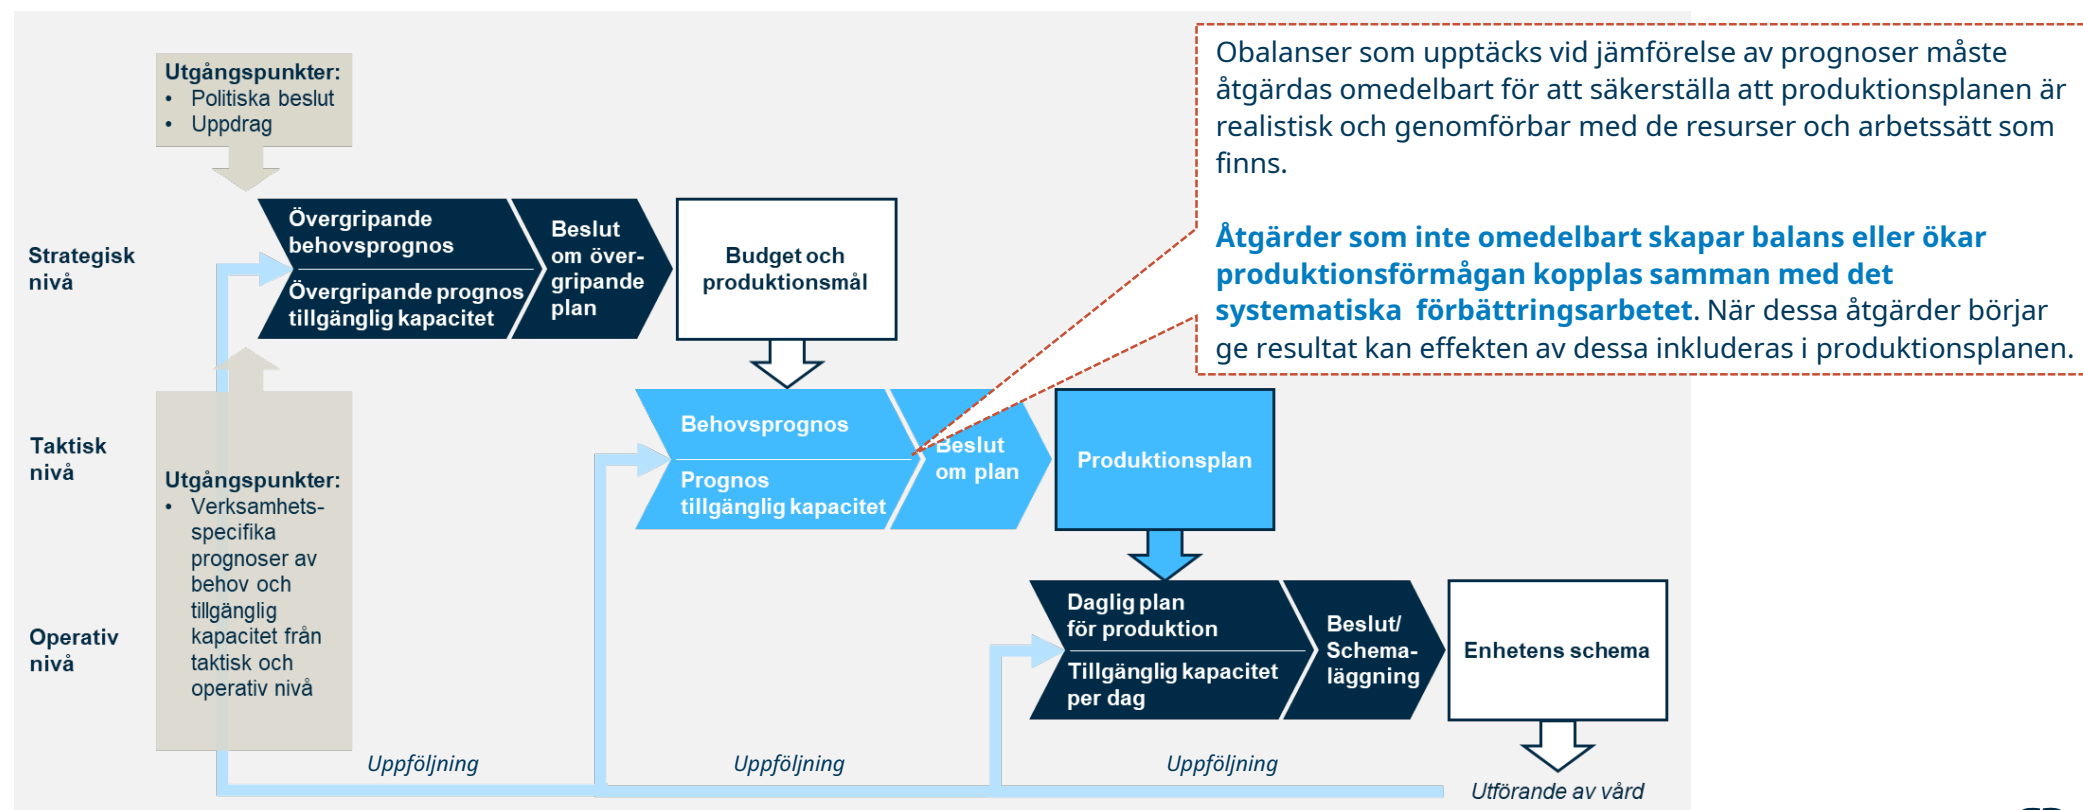 Obalanser som upptäcks vid jämförelse av prognoser måste
åtgärdas omedelbart för att säkerställa att produktionsplanen är
realistisk och genomförbar med de resurser och arbetssätt som
finns.
Åtgärder som inte omedelbart skapar balans eller ökar
produktionsförmågan kopplas samman med det
systematiska  förbättringsarbetet. När dessa åtgärder börjar
ge resultat kan effekten av dessa inkluderas i produktionsplanen.
Utgångspunkter:
• Politiska beslut
• Uppdrag
Strategisk
nivå
Övergripande
behovsprognos
Övergripande prognos
tillgänglig kapacitet
Beslut
om över-
gripande
plan
Budget och
produktionsmål
Taktisk
nivå
Utgångspunkter:
• Verksamhets-
specifika
prognoser av
behov och
tillgänglig
kapacitet från
taktisk och
operativ nivå
Behovsprognos
Prognos
tillgänglig kapacitet
Beslut
om plan
Produktionsplan
Operativ
nivå
Daglig plan
för produktion
Tillgänglig kapacitet
per dag
Beslut/
Schema-
läggning
Enhetens schema
Uppföljning
Uppföljning
Uppföljning
Utförande av vård